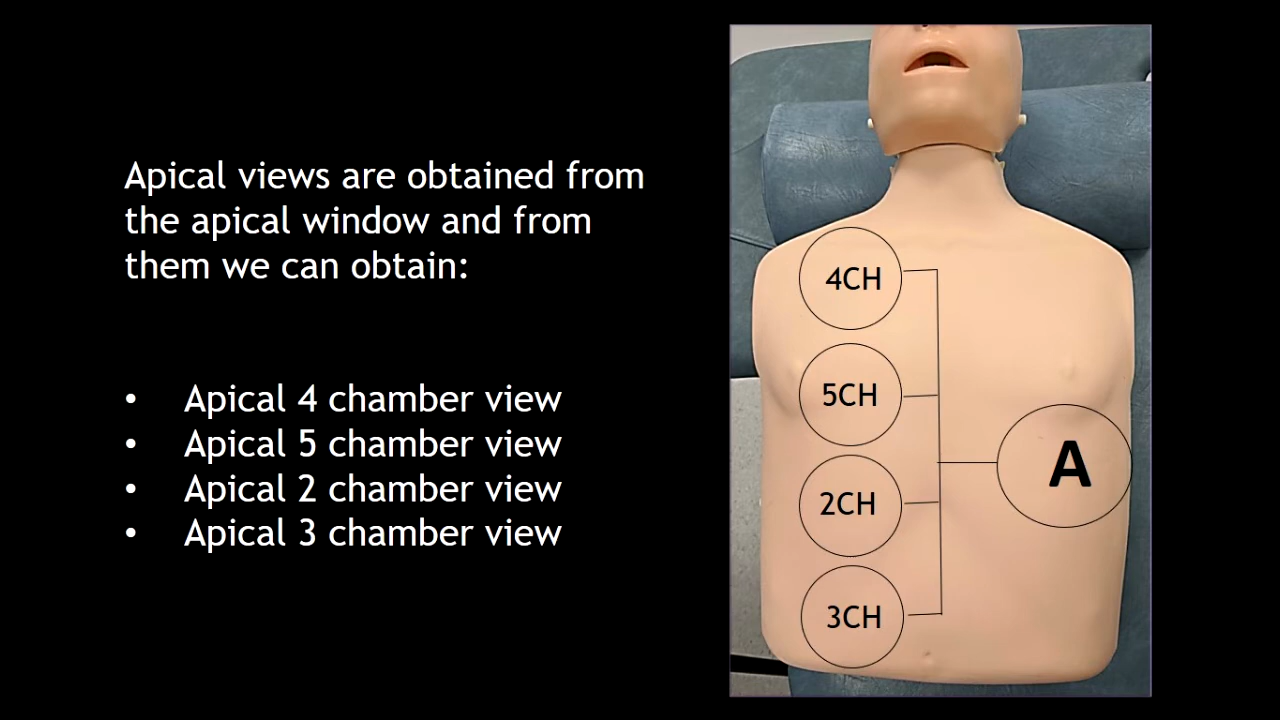 Apical views are obtained from
the apical window and from
them we can obtain:
• Apical 4 chamber view
• Apical 5 chamber view
• Apical 2 chamber view
• Apical 3 chamber view
4CH
5CH
A
2CH
3CH